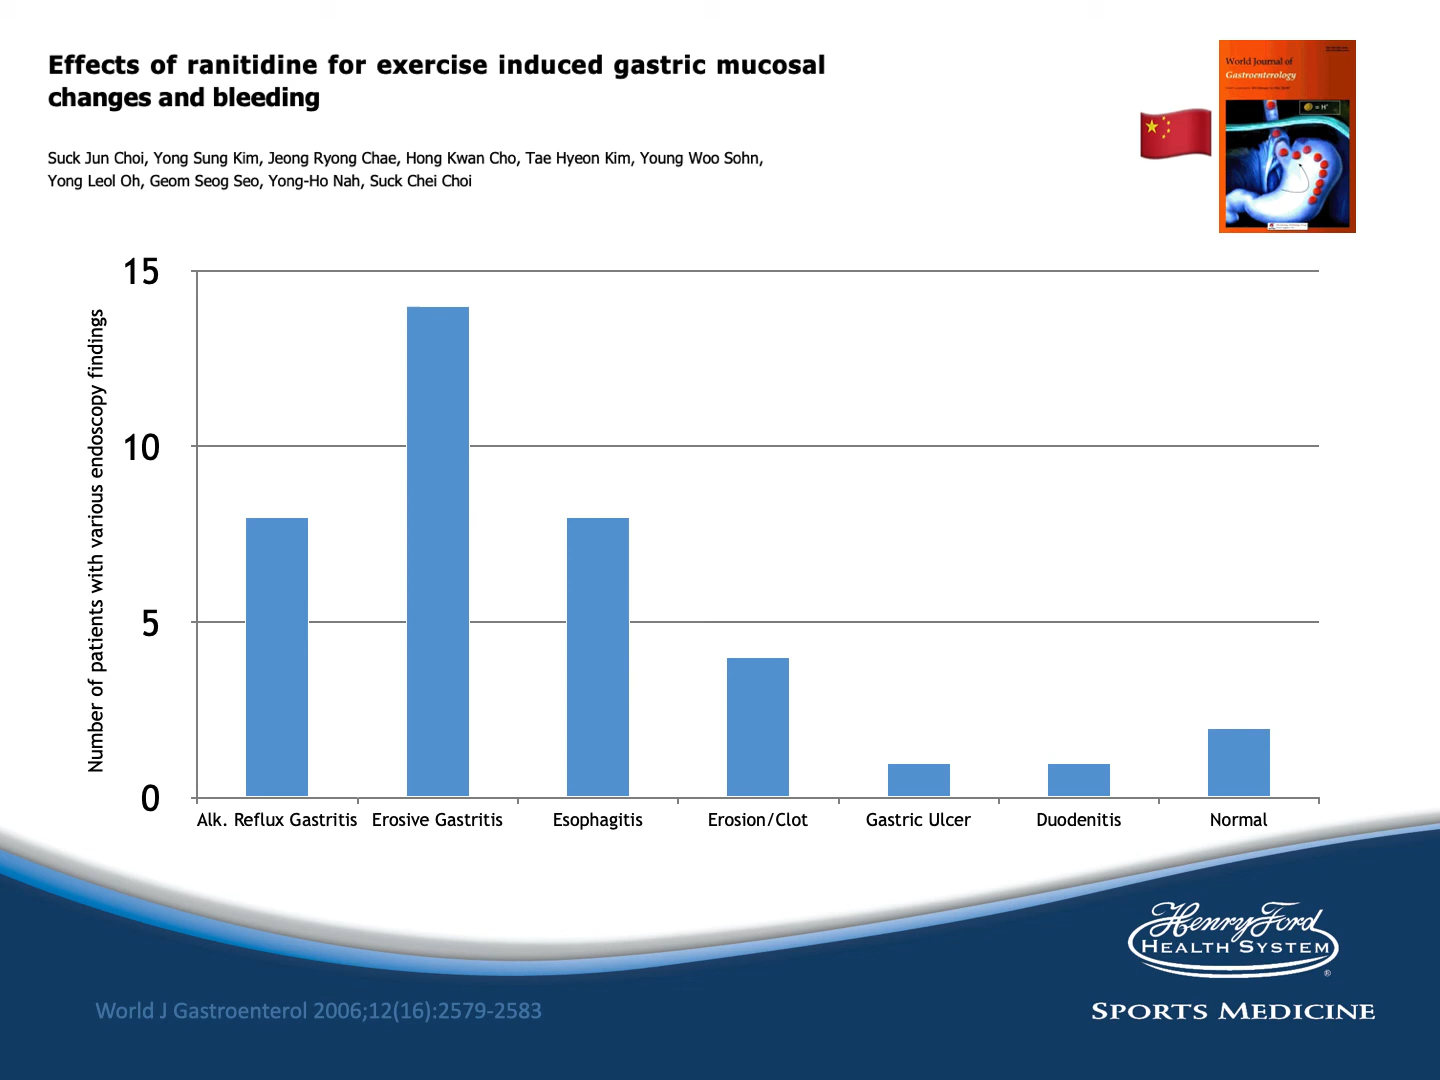 Effects of ranitidine for exercise induced gastric mucosal
changes and bleeding
Suck Jun Choi, Yong Sung Kim, Jeong Ryong Chae, Hong Kwan Cho, Tae Hyeon Kim, Young Woo Sohn,
Yong Leol Oh, Geom Seog Seo, Yong-Ho Nah, Suck Chei Choi
World Journal of
Gastroenterology
= H⁺
Number of patients with various endoscopy findings
15
10
5
0
Alk. Reflux Gastritis
Erosive Gastritis
Esophagitis
Erosion/Clot
Gastric Ulcer
Duodenitis
Normal
Henry Ford
HEALTH SYSTEM
®
SPORTS MEDICINE
World J Gastroenterol 2006;12(16):2579-2583